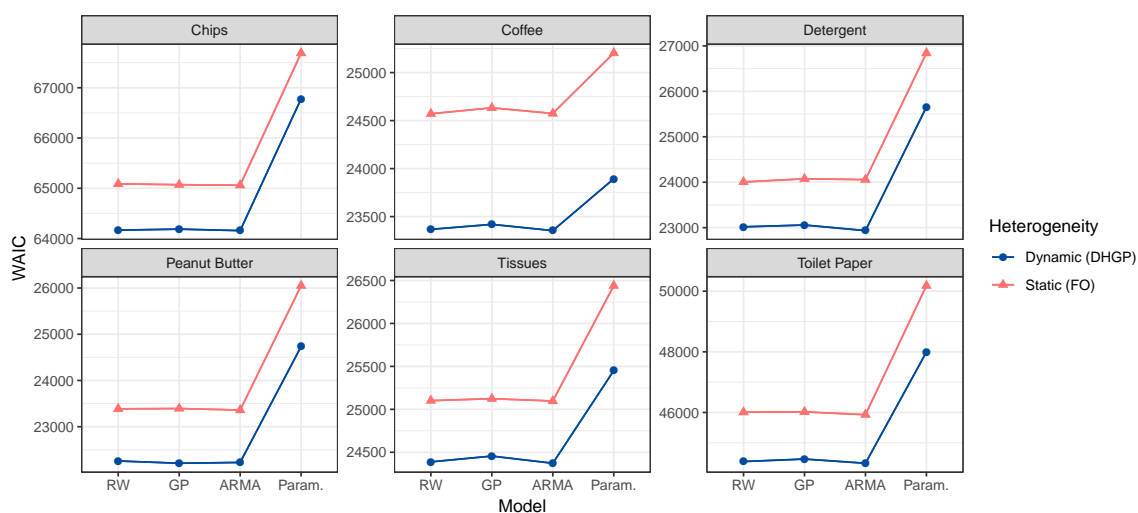 Chips
Coffee
Detergent
67000
66000
65000
64000
25000
24500
24000
23500
27000
26000
25000
24000
23000
Peanut Butter
Tissues
Toilet Paper
26000
25000
24000
23000
26500
26000
25500
25000
24500
50000
48000
46000
RW GP ARMA Param.
RW GP ARMA Param.
RW GP ARMA Param.
WAIC
Model
Heterogeneity
Dynamic (DHGP)
Static (FO)